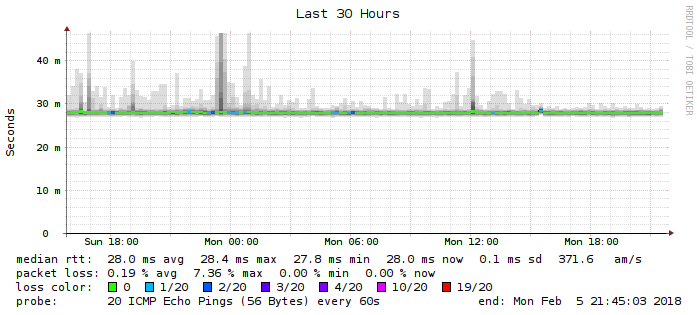 Last 30 Hours
RRDTOOL / TOBI OETIKER
Seconds
40 m
30 m
20 m
10 m
0
Sun 18:00 Mon 00:00 Mon 06:00 Mon 12:00 Mon 18:00
median rtt: 28.0 ms avg 28.4 ms max 27.8 ms min 28.0 ms now 0.1 ms sd 371.6 am/s
packet loss: 0.19 % avg 7.36 % max 0.00 % min 0.00 % now
loss color: 0 1/20 2/20 3/20 4/20 10/20 19/20
probe: 20 ICMP Echo Pings (56 Bytes) every 60s end: Mon Feb 5 21:45:03 2018